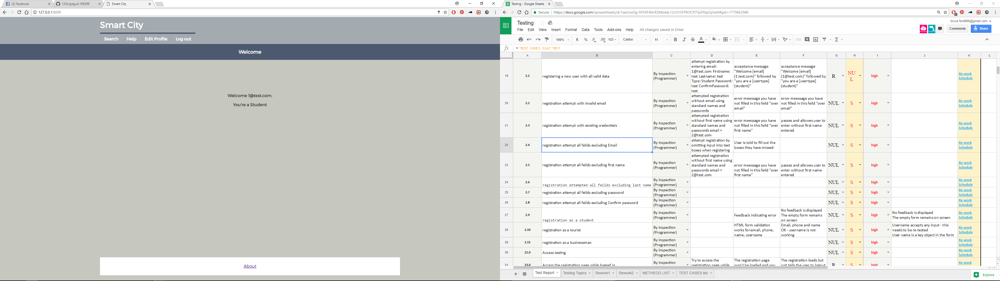 (2) Facebook
123z/gitgud: IFB299
Smart City
127.0.0.1:8000
Smart City
Search Help Edit Profile Log out
Welcome
Welcome 1@test.com.
You're a Student
About
Testing - Google Sheets
Secure
Testing
File Edit View Insert Format Data Tools Add-ons Help All changes saved in Drive
bryce.ford998@gmail.com
Comments
Share
100% £ % .0 .00 123 Calibri 11 B I S A
fx ='TEST CASES list'!B17
A B C D E F G H I J K L
19
2.1
registering a new user with all valid data
By inspection
(Programmer)
attempt registration by
entering email:
1@test.com Firstname:
test Lastname: test
Type: Student Password:
test ConfirmPassword:
test
acceptance message
"Welcome [email]
(1.test.com)" followed by
"you are a [usertype]
(student)"
acceptance message
"Welcome [email]
(1@test.com)" followed by
"you are a [usertype]
(student)"
R
NU
L
high
Re-work
Schedule
20
2.2
registration attempt with invalid email
By inspection
(Programmer)
attempted registration
without email using
standard names and
passwords
error meessage you have
not filled in this feild "over
email"
error meessage you have
not filled in this feild "over
email"
NUL
S
high
Re-work
Schedule
21
2.3
registration attempt with existing credentials
By inspection
(Programmer)
attempted registration
without first name using
standard names and
passwords email =
2@test.com
error meessage you have
not filled in this feild "over
first name"
passes and allowes user to
enter without first name
entered
NUL
S
high
Re-work
Schedule
22
2.4
registration attempt all feilds excluding Email
By inspection
(Programmer)
attempt registration by
omitting input into text
boxes when registering
User is told to fill out the
boxes they have missed
NUL
S
high
Re-work
Schedule
23
2.5
registration attempt all feilds excluding first name
By inspection
(Programmer)
attempted registration
without first name using
standard names and
passwords email =
2@test.com
error meessage you have
not filled in this feild "over
first name"
passes and allowes user to
enter without first name
entered
NUL
S
high
Re-work
Schedule
24
2.6
registration attempted all feilds excluding last name
By inspection
(Programmer)
NUL
S
high
Re-work
Schedule
25
2.7
registration attempt all feilds excluding password
By inspection
(Programmer)
NUL
S
high
Re-work
Schedule
26
2.8
registration attempt all feilds excluding Confirm password
By inspection
(Programmer)
NUL
S
high
Re-work
Schedule
27
2.9
registration as a student
By inspection
(Programmer)
Feedback indicating error
No feedback is displayed
The empty form remains
on screen
NUL
S
high
No feedback is displayed
The empty form remains on screen
Re-work
Schedule
28
2.10
registration as a tourist
By inspection
(Programmer)
HTML form validation
works for:email, phone,
name, username
Email, phone and name
OK - username is not
working
NUL
S
high
Username accepts any input - this
needs to be re-tested
User name is a key object in the form
Re-work
Schedule
29
2.11
registration as a businessman
By inspection
(Programmer)
NUL
S
high
Re-work
Schedule
30
22.0
Access testing
By inspection
(Programmer)
NUL
S
high
Re-work
Schedule
31
23.0
Access the registration page while logged in
By inspection
Try to access the
registration page while
The registration page
won't be loaded and you
The registration loads but
just tells the user to logout
R
S
high
Re-work
Test Report Testing Topics Rework1 Rework2 METHEOD LIST TEST CASES list
Explore